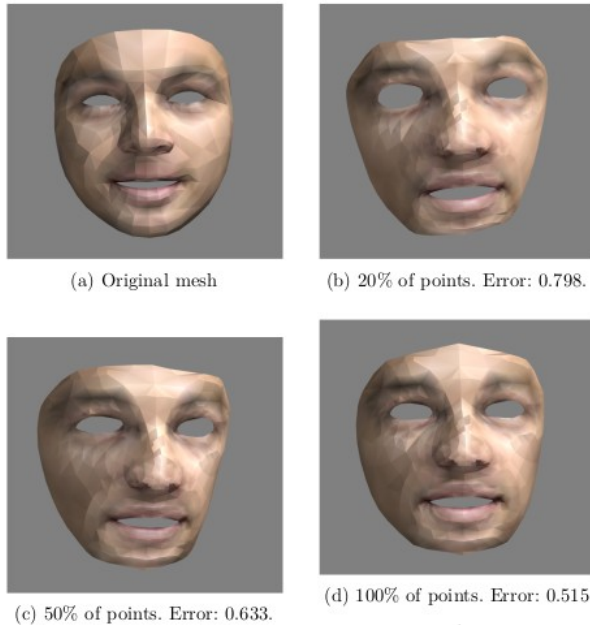 (a) Original mesh
(b) 20% of points. Error: 0.798.
(c) 50% of points. Error: 0.633.
(d) 100% of points. Error: 0.515